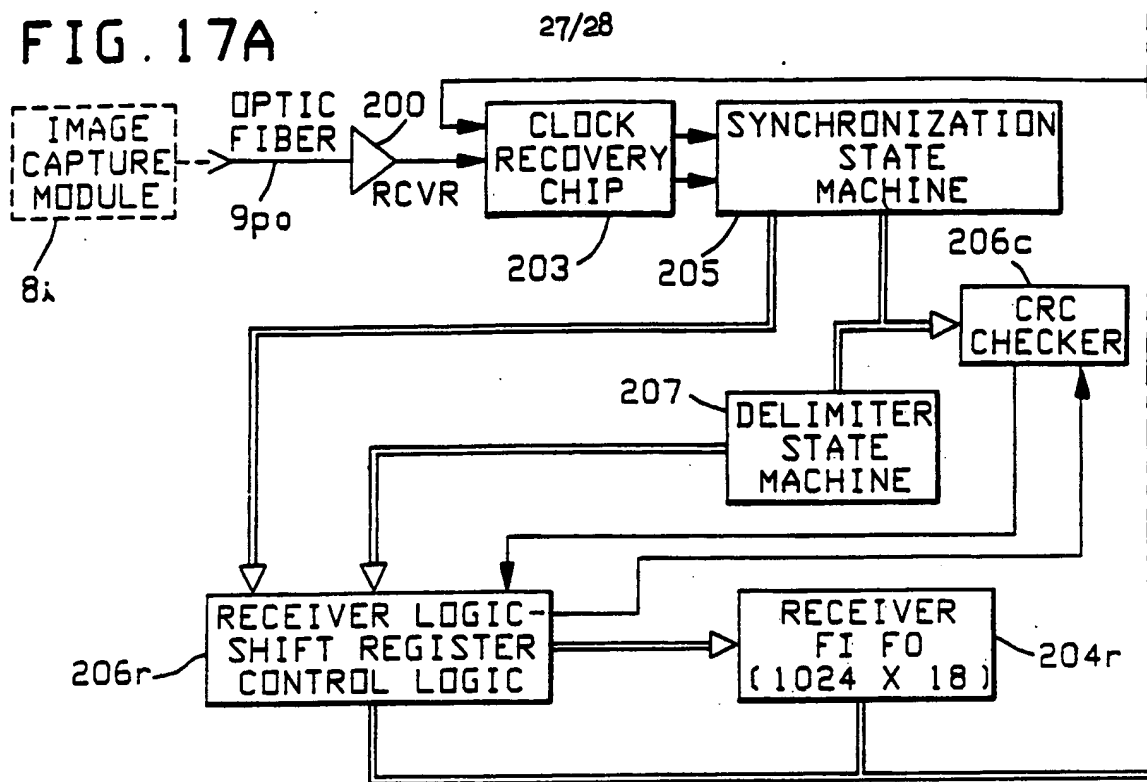 FIG. 17A
27/28
IMAGE
CAPTURE
MODULE
8i
OPTIC
FIBER
9po
200
RCVR
CLOCK
RECOVERY
CHIP
203
SYNCHRONIZATION
STATE
MACHINE
205
206c
CRC
CHECKER
207
DELIMITER
STATE
MACHINE
RECEIVER LOGIC-
SHIFT REGISTER
CONTROL LOGIC
206r
RECEIVER
FI FO
(1024 X 18)
204r